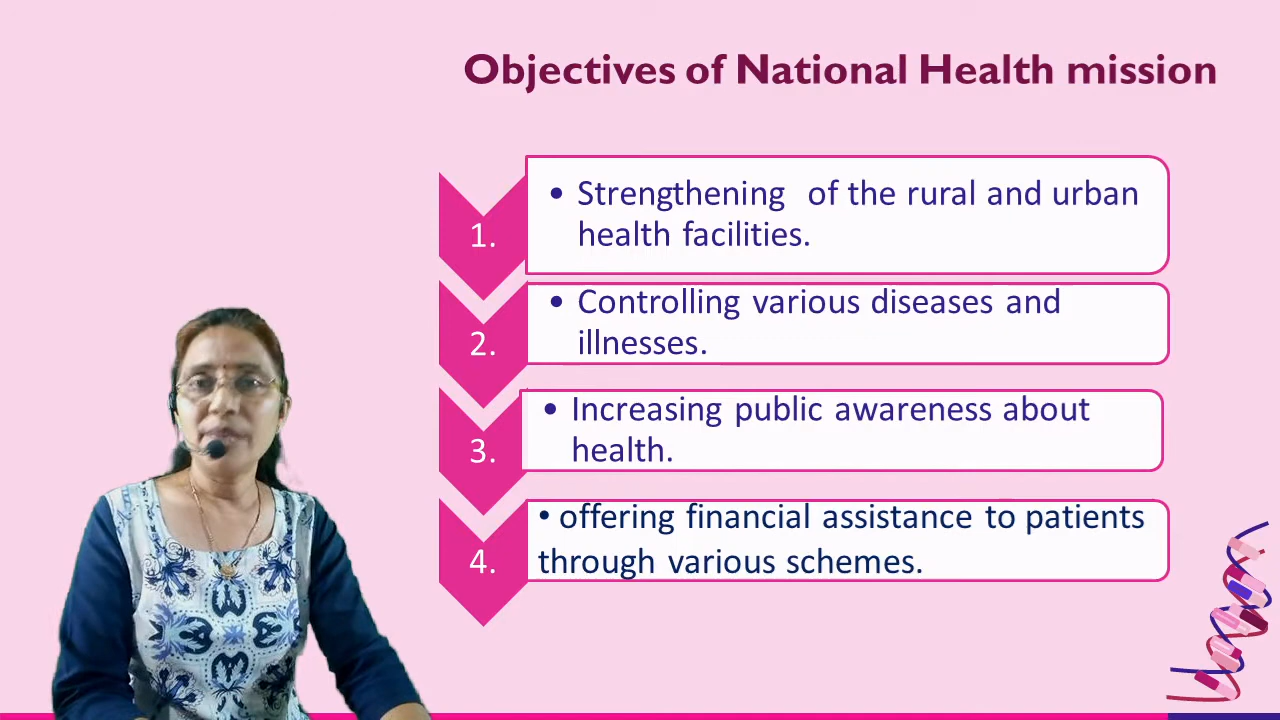 Objectives of National Health mission
1.
• Strengthening of the rural and urban
health facilities.
2.
• Controlling various diseases and
illnesses.
3.
• Increasing public awareness about
health.
4.
• offering financial assistance to patients
through various schemes.